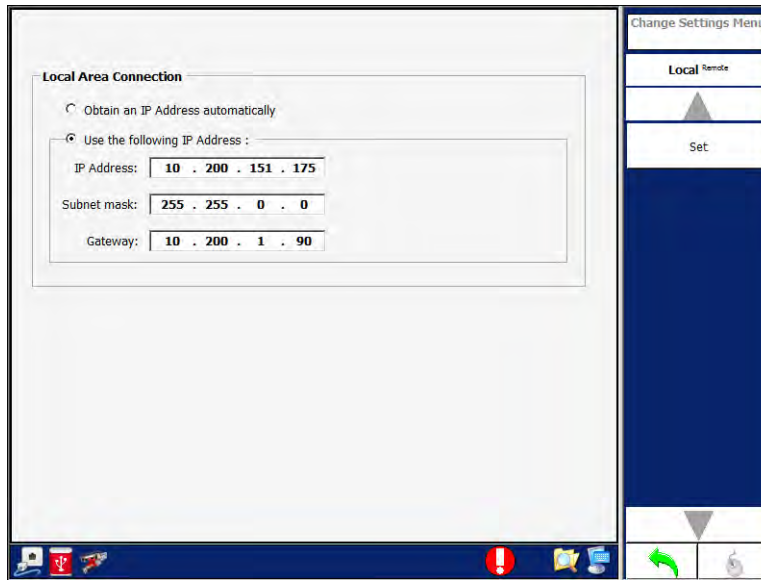 Change Settings Menu
Local Remote
Set
Local Area Connection
Obtain an IP Address automatically
Use the following IP Address :
IP Address: 10 . 200 . 151 . 175
Subnet mask: 255 . 255 . 0 . 0
Gateway: 10 . 200 . 1 . 90